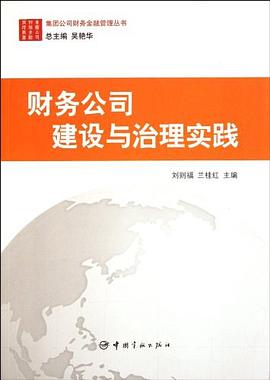 集团公司财务金融管理丛书
总主编 吴艳华
财务公司
建设与治理实践
刘则福 兰桂红 主编
中国宇航出版社